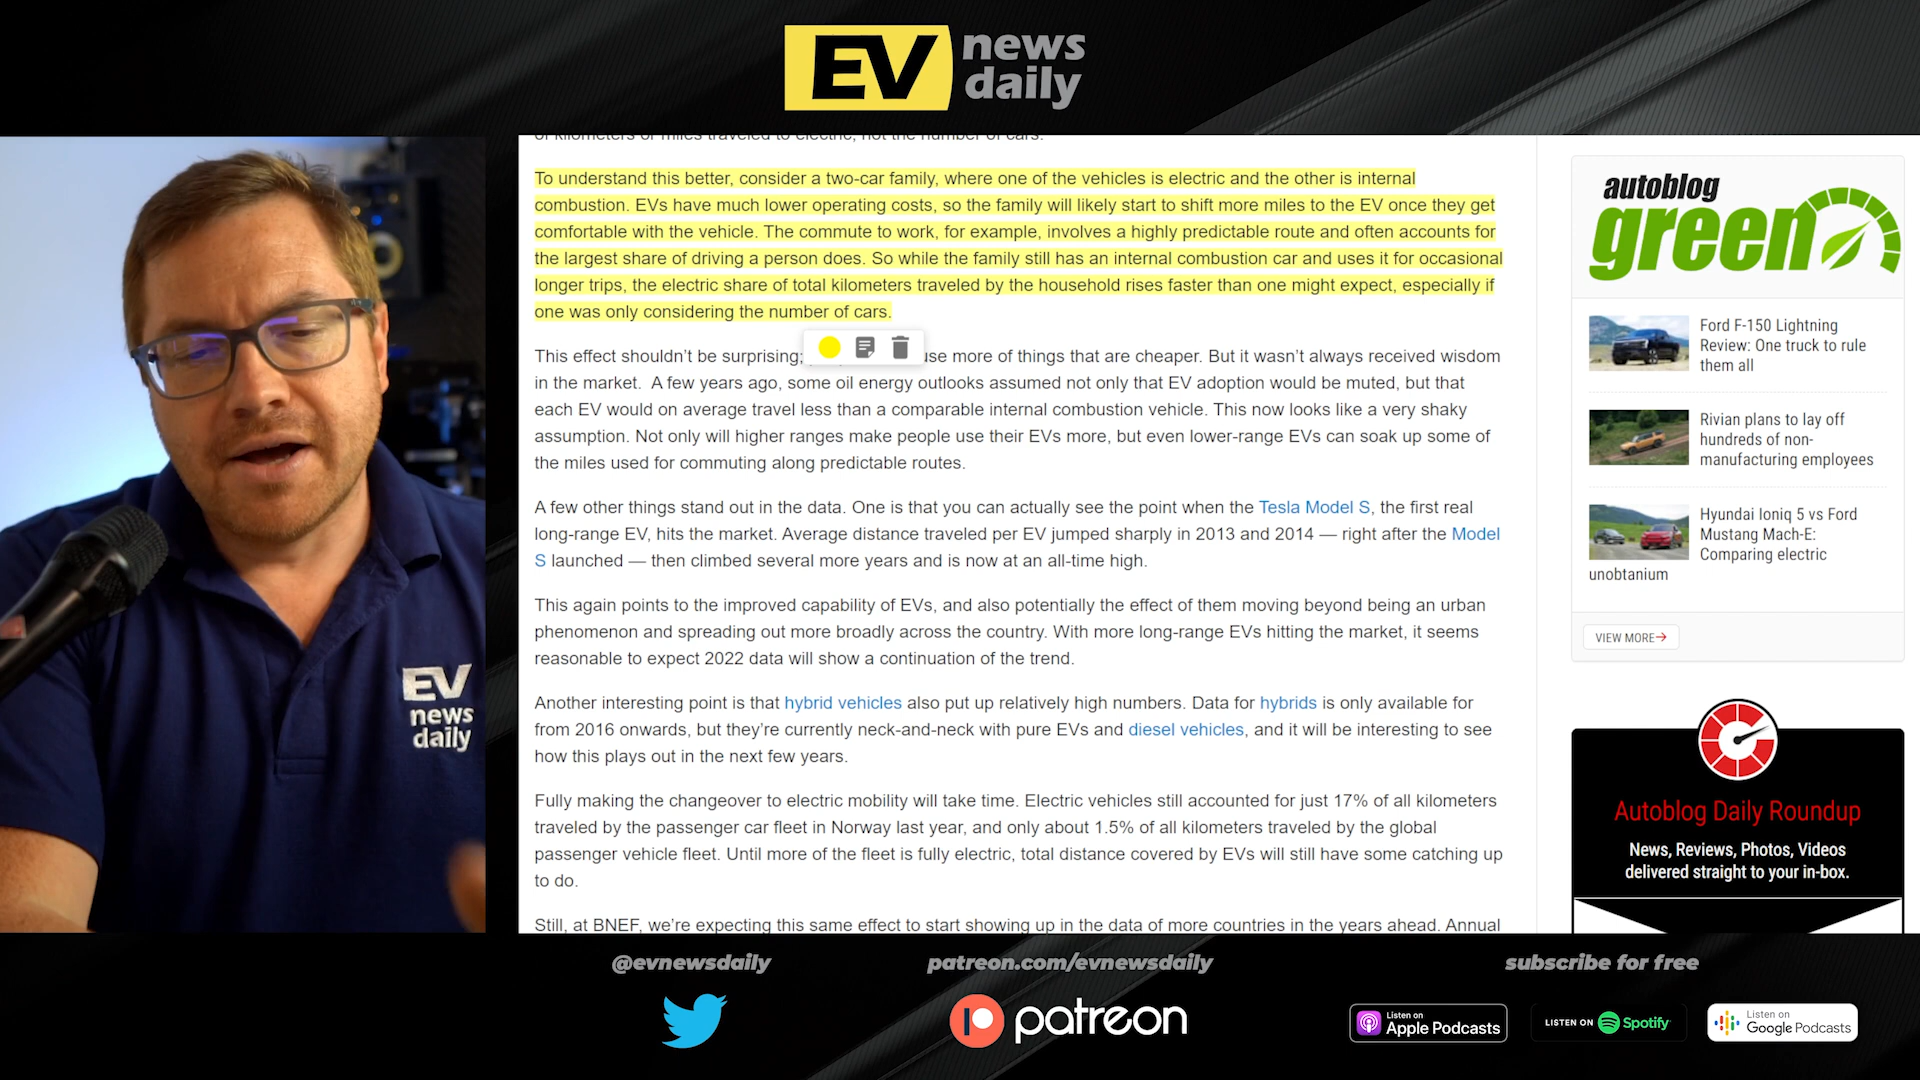 EV news
daily
of kilometers or miles traveled to electric, not the number of cars.
To understand this better, consider a two-car family, where one of the vehicles is electric and the other is internal
combustion. EVs have much lower operating costs, so the family will likely start to shift more miles to the EV once they get
comfortable with the vehicle. The commute to work, for example, involves a highly predictable route and often accounts for
the largest share of driving a person does. So while the family still has an internal combustion car and uses it for occasional
longer trips, the electric share of total kilometers traveled by the household rises faster than one might expect, especially if
one was only considering the number of cars.
This effect shouldn’t be surprising; use more of things that are cheaper. But it wasn’t always received wisdom
in the market. A few years ago, some oil energy outlooks assumed not only that EV adoption would be muted, but that
each EV would on average travel less than a comparable internal combustion vehicle. This now looks like a very shaky
assumption. Not only will higher ranges make people use their EVs more, but even lower-range EVs can soak up some of
the miles used for commuting along predictable routes.
A few other things stand out in the data. One is that you can actually see the point when the Tesla Model S, the first real
long-range EV, hits the market. Average distance traveled per EV jumped sharply in 2013 and 2014 — right after the Model
S launched — then climbed several more years and is now at an all-time high.
This again points to the improved capability of EVs, and also potentially the effect of them moving beyond being an urban
phenomenon and spreading out more broadly across the country. With more long-range EVs hitting the market, it seems
reasonable to expect 2022 data will show a continuation of the trend.
Another interesting point is that hybrid vehicles also put up relatively high numbers. Data for hybrids is only available for
from 2016 onwards, but they’re currently neck-and-neck with pure EVs and diesel vehicles, and it will be interesting to see
how this plays out in the next few years.
Fully making the changeover to electric mobility will take time. Electric vehicles still accounted for just 17% of all kilometers
traveled by the passenger car fleet in Norway last year, and only about 1.5% of all kilometers traveled by the global
passenger vehicle fleet. Until more of the fleet is fully electric, total distance covered by EVs will still have some catching up
to do.
Still, at BNEF, we’re expecting this same effect to start showing up in the data of more countries in the years ahead. Annual
autoblog
green
Ford F-150 Lightning
Review: One truck to rule
them all
Rivian plans to lay off
hundreds of non-
manufacturing employees
Hyundai Ioniq 5 vs Ford
Mustang Mach-E:
Comparing electric
unobtanium
VIEW MORE
Autoblog Daily Roundup
News, Reviews, Photos, Videos
delivered straight to your in-box.
EV
news
daily
@evnewsdaily
patreon.com/evnewsdaily
subscribe for free
patreon
Listen on
Apple Podcasts
LISTEN ON Spotify
Listen on
Google Podcasts